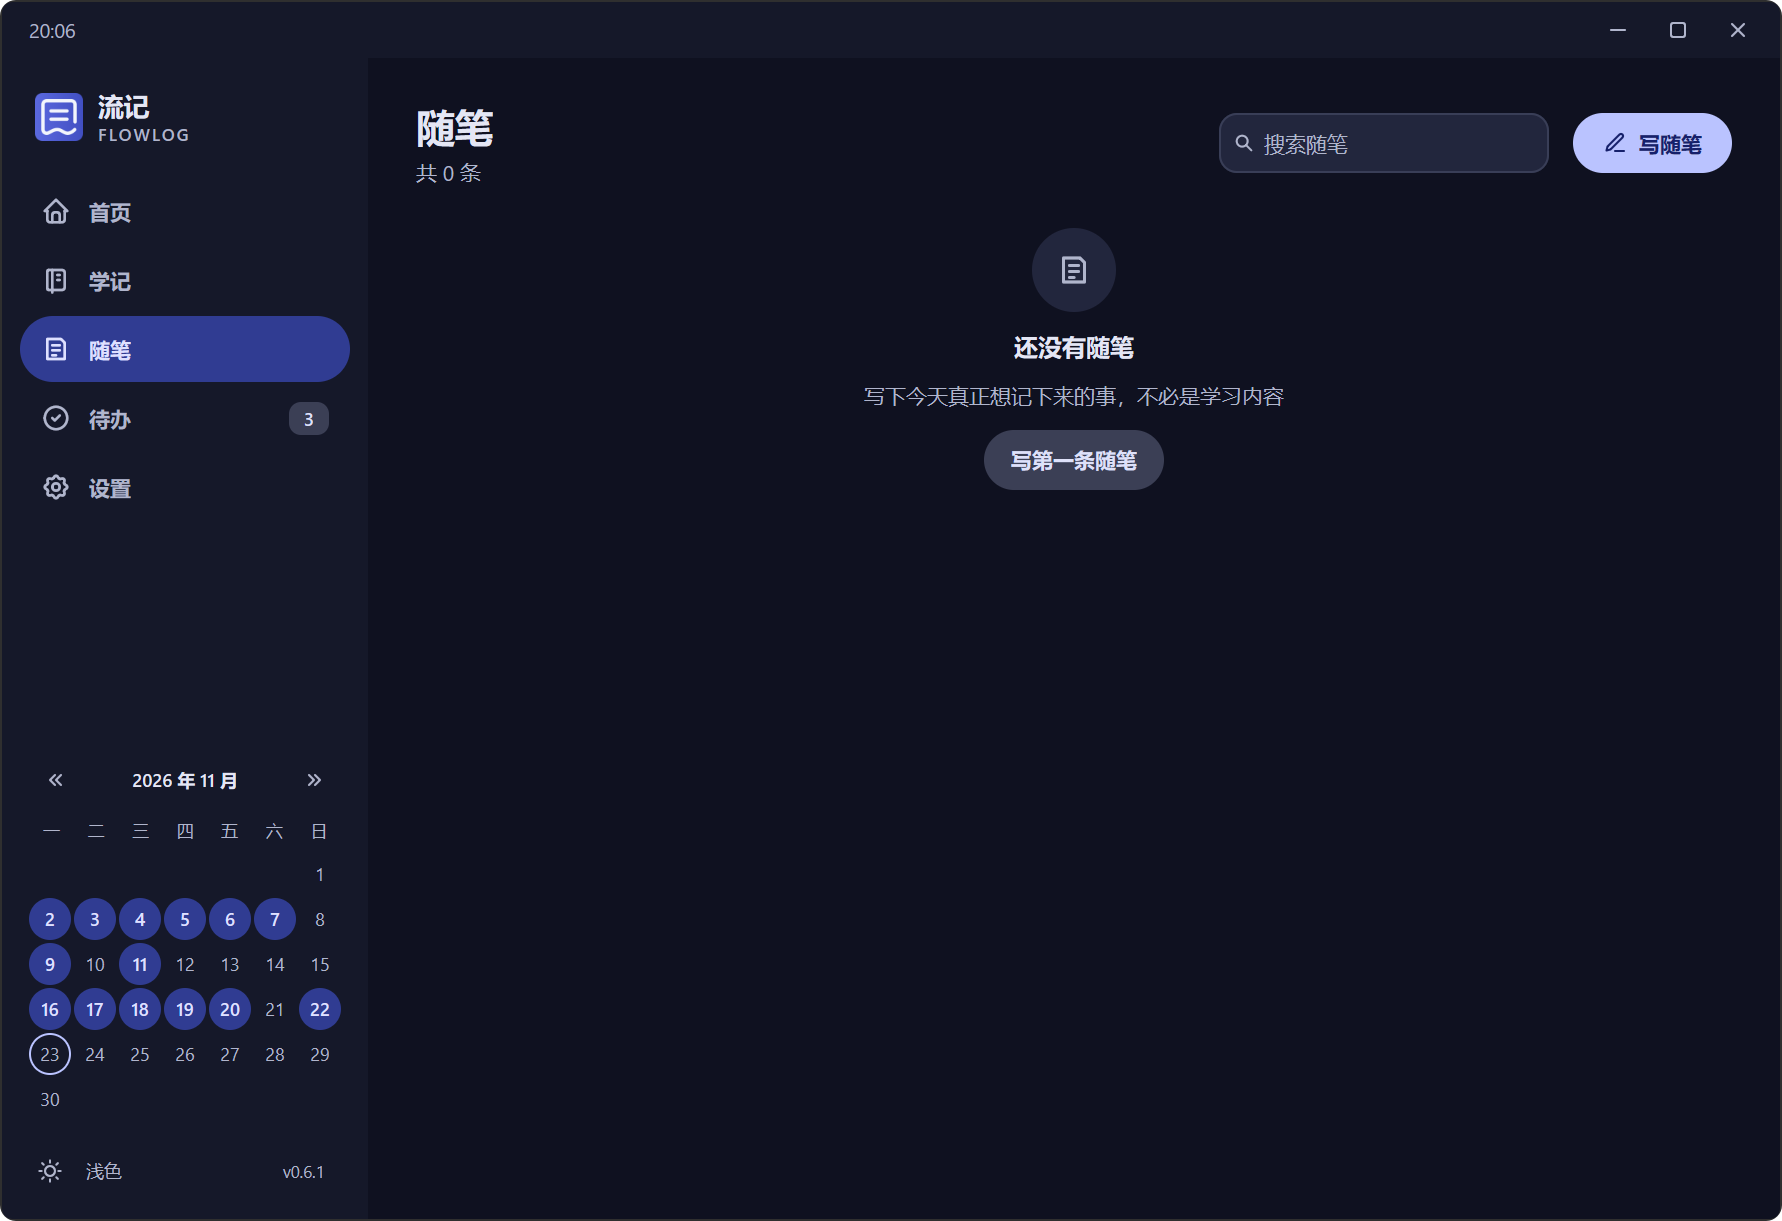 20:06
流记
FLOWLOG
首页
学记
随笔
待办 3
设置
2026 年 11 月
一 二 三 四 五 六 日
1
2 3 4 5 6 7 8
9 10 11 12 13 14 15
16 17 18 19 20 21 22
23 24 25 26 27 28 29
30
浅色 v0.6.1
随笔
共 0 条
搜索随笔
写随笔
还没有随笔
写下今天真正想记下来的事，不必是学习内容
写第一条随笔